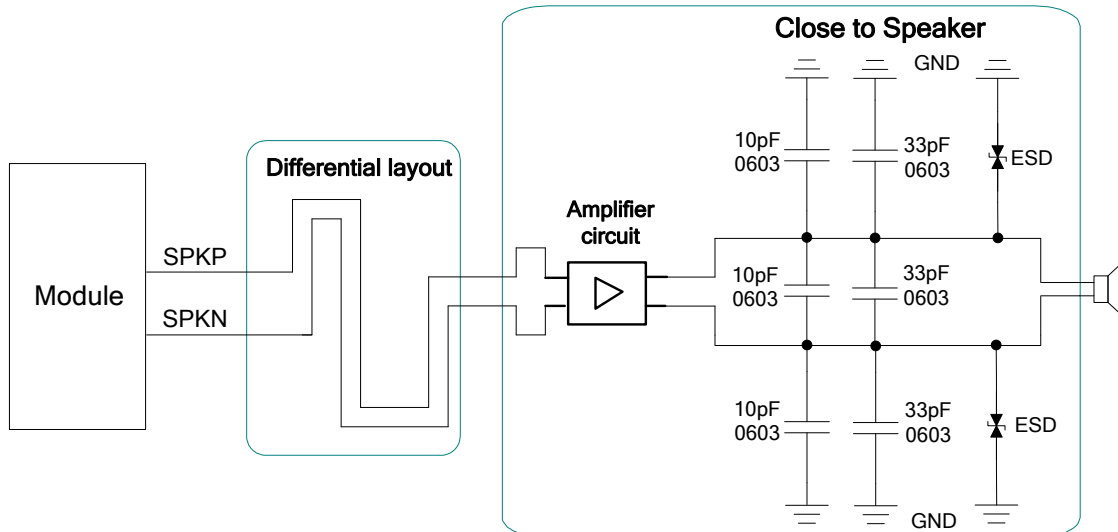 Close to Speaker
GND
10pF
0603
33pF
0603
ESD
Differential layout
Amplifier
circuit
SPKP
Module
SPKN
10pF
0603
33pF
0603
10pF
0603
33pF
0603
ESD
GND